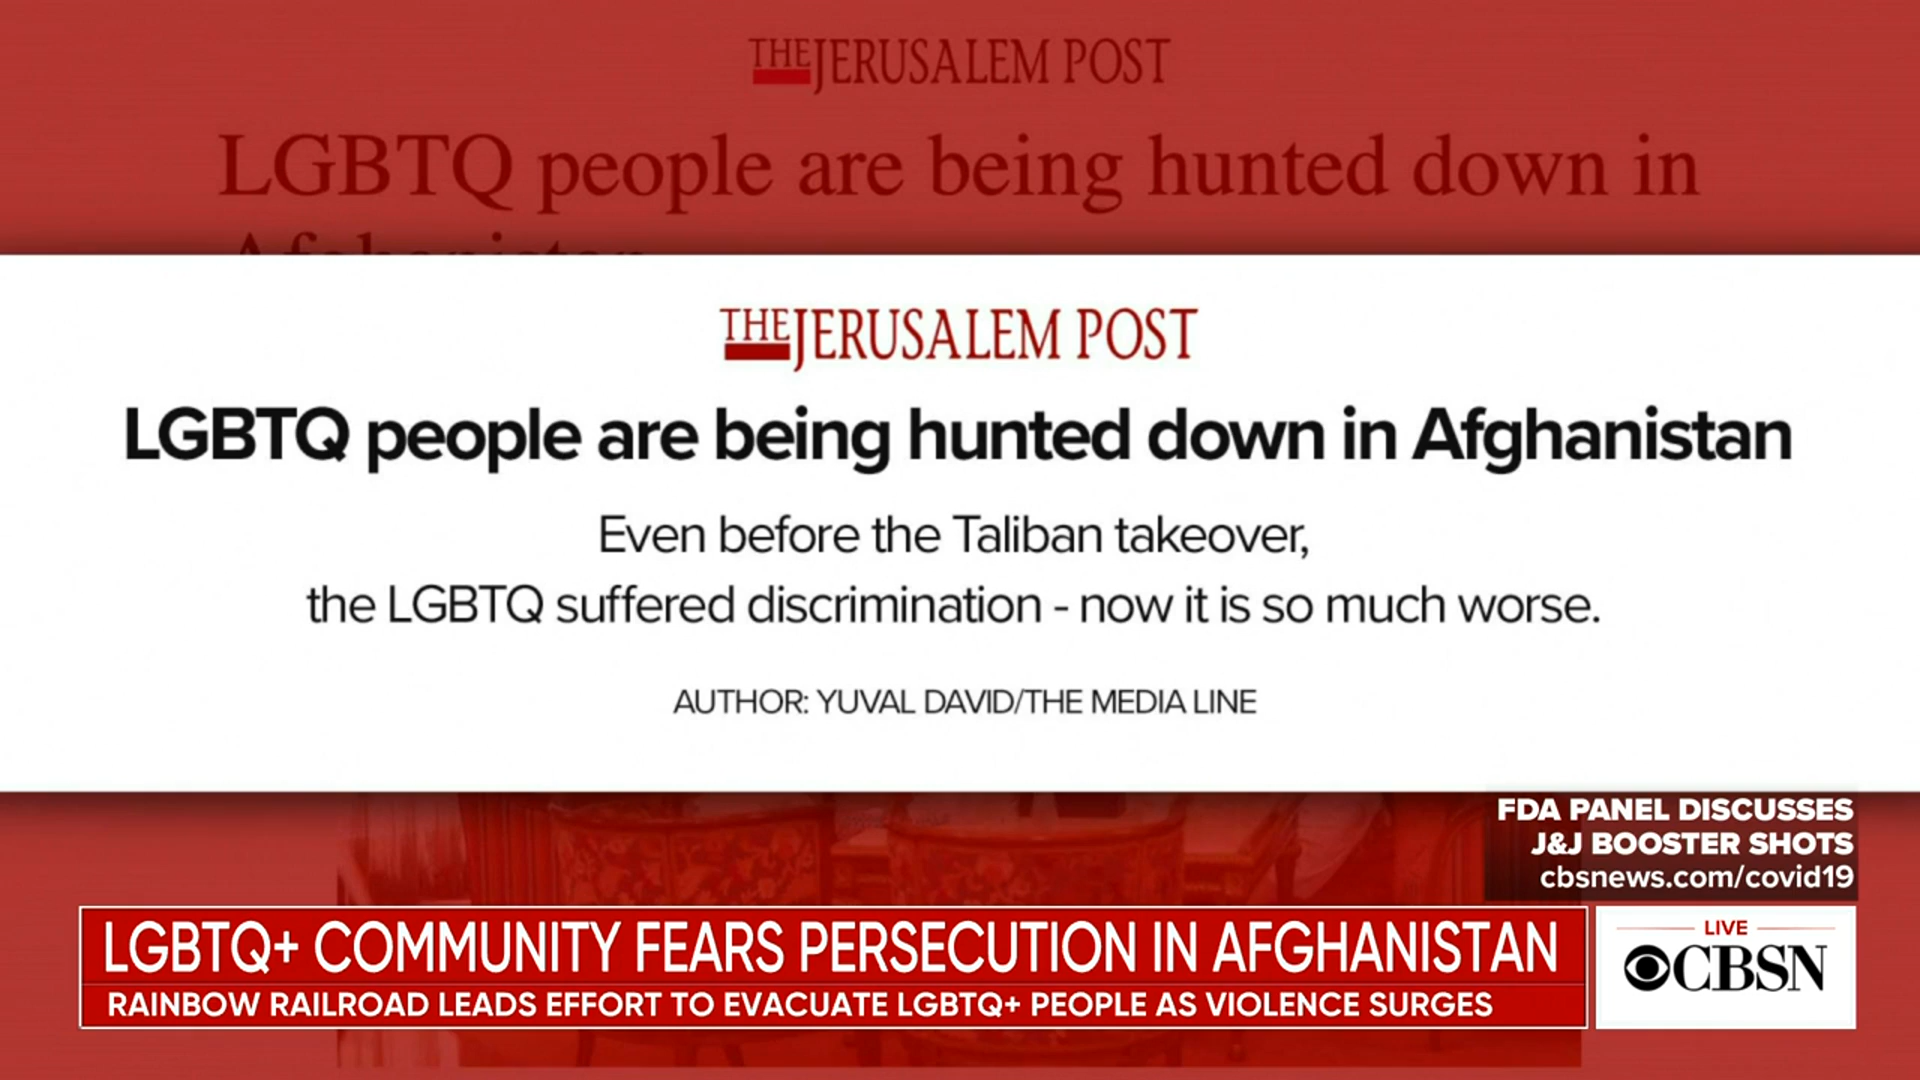 THE JERUSALEM POST
LGBTQ people are being hunted down in
Afghanistan
THE JERUSALEM POST
LGBTQ people are being hunted down in Afghanistan
Even before the Taliban takeover,
the LGBTQ suffered discrimination - now it is so much worse.
AUTHOR: YUVAL DAVID/THE MEDIA LINE
FDA PANEL DISCUSSES
J&J BOOSTER SHOTS
cbsnews.com/covid19
LGBTQ+ COMMUNITY FEARS PERSECUTION IN AFGHANISTAN
RAINBOW RAILROAD LEADS EFFORT TO EVACUATE LGBTQ+ PEOPLE AS VIOLENCE SURGES
LIVE
CBSN